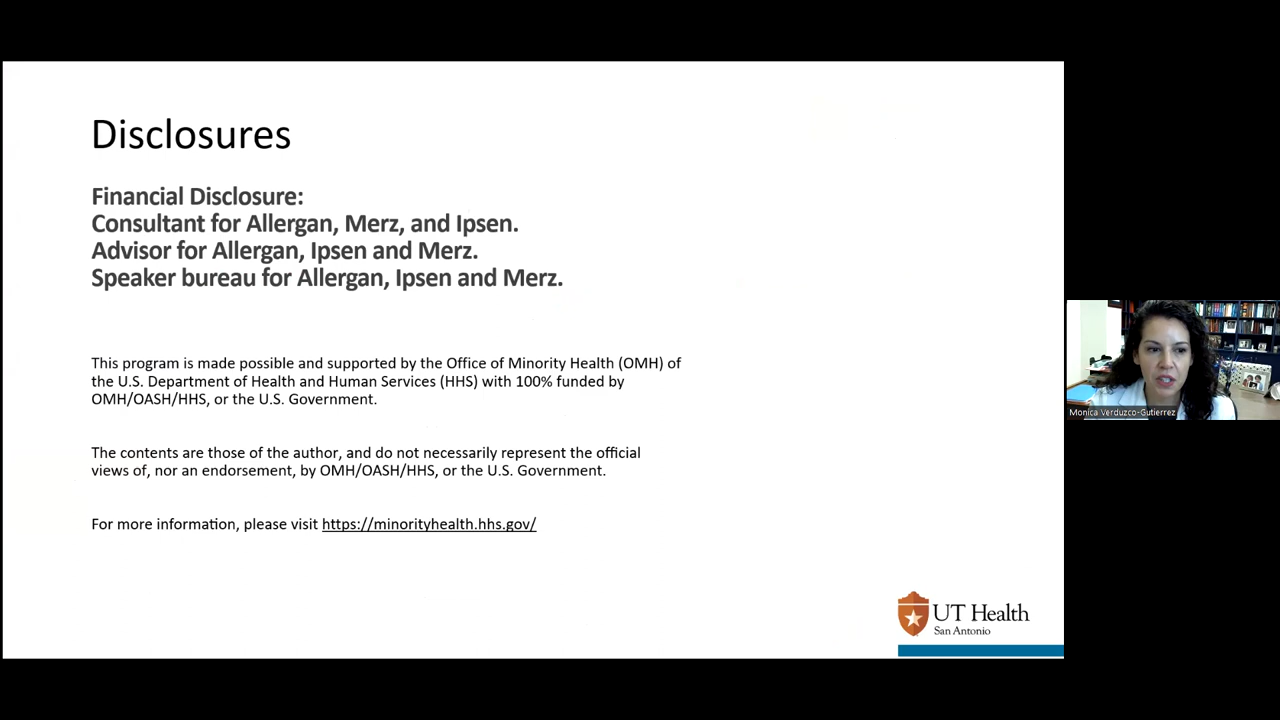 Disclosures
Financial Disclosure:
Consultant for Allergan, Merz, and Ipsen.
Advisor for Allergan, Ipsen and Merz.
Speaker bureau for Allergan, Ipsen and Merz.
This program is made possible and supported by the Office of Minority Health (OMH) of
the U.S. Department of Health and Human Services (HHS) with 100% funded by
OMH/OASH/HHS, or the U.S. Government.
The contents are those of the author, and do not necessarily represent the official
views of, nor an endorsement, by OMH/OASH/HHS, or the U.S. Government.
For more information, please visit https://minorityhealth.hhs.gov/
UT Health
San Antonio
Monica Verduzco-Gutierrez